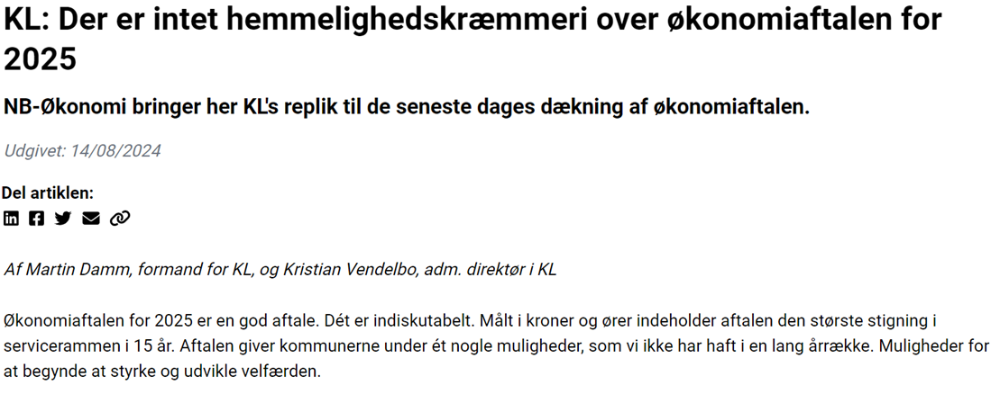 KL: Der er intet hemmelighedskræmmeri over økonomiaftalen for
2025
NB-Økonomi bringer her KL's replik til de seneste dages dækning af økonomiaftalen.
Udgivet: 14/08/2024
Del artiklen:
Af Martin Damm, formand for KL, og Kristian Vendelbo, adm. direktør i KL
Økonomiaftalen for 2025 er en god aftale. Dét er indiskutabelt. Målt i kroner og ører indeholder aftalen den største stigning i
servicerammen i 15 år. Aftalen giver kommunerne under ét nogle muligheder, som vi ikke har haft i en lang årrække. Muligheder for
at begynde at styrke og udvikle velfærden.